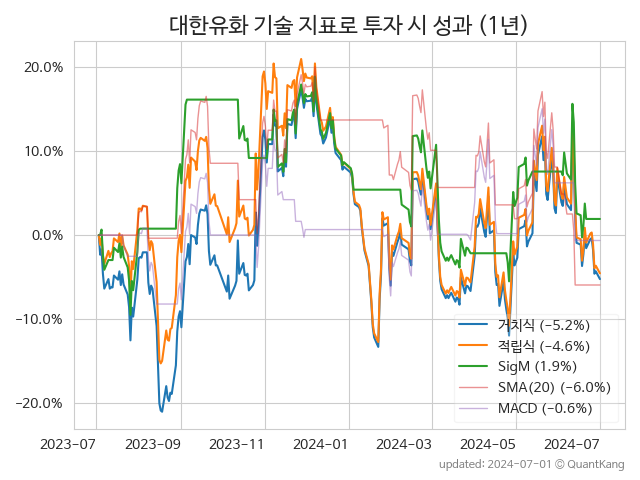 대한유화 기술 지표로 투자 시 성과 (1년)
20.0%
10.0%
0.0%
−10.0%
−20.0%
거치식 (−5.2%)
적립식 (−4.6%)
SigM (1.9%)
SMA(20) (−6.0%)
MACD (−0.6%)
2023-07 2023-09 2023-11 2024-01 2024-03 2024-05 2024-07
updated: 2024-07-01 © QuantKang